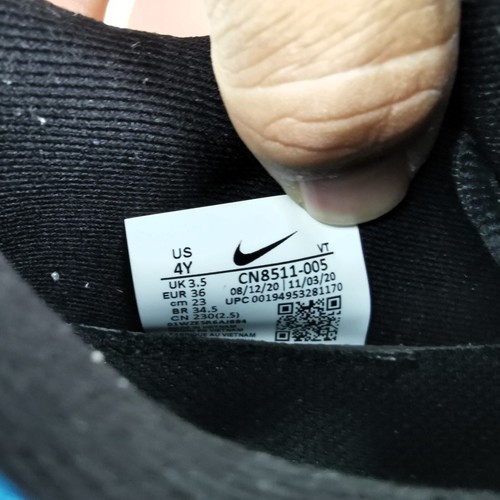 US
4Y
VT
UK 3.5
EUR 36
cm 23
BR 34.5
CN 230(2.5)
CN8511-005
08/12/20 11/03/20
UPC 00194953281170
VIETNAM